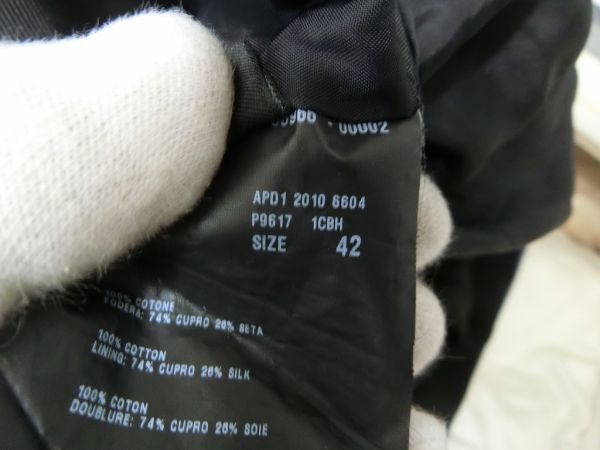 00002
APD1 2010 6604
P9617 1CBH
SIZE 42
100% COTONE
FODERA: 74% CUPRO 26% SETA
100% COTTON
LINING: 74% CUPRO 26% SILK
100% COTON
DOUBLURE: 74% CUPRO 26% SOIE